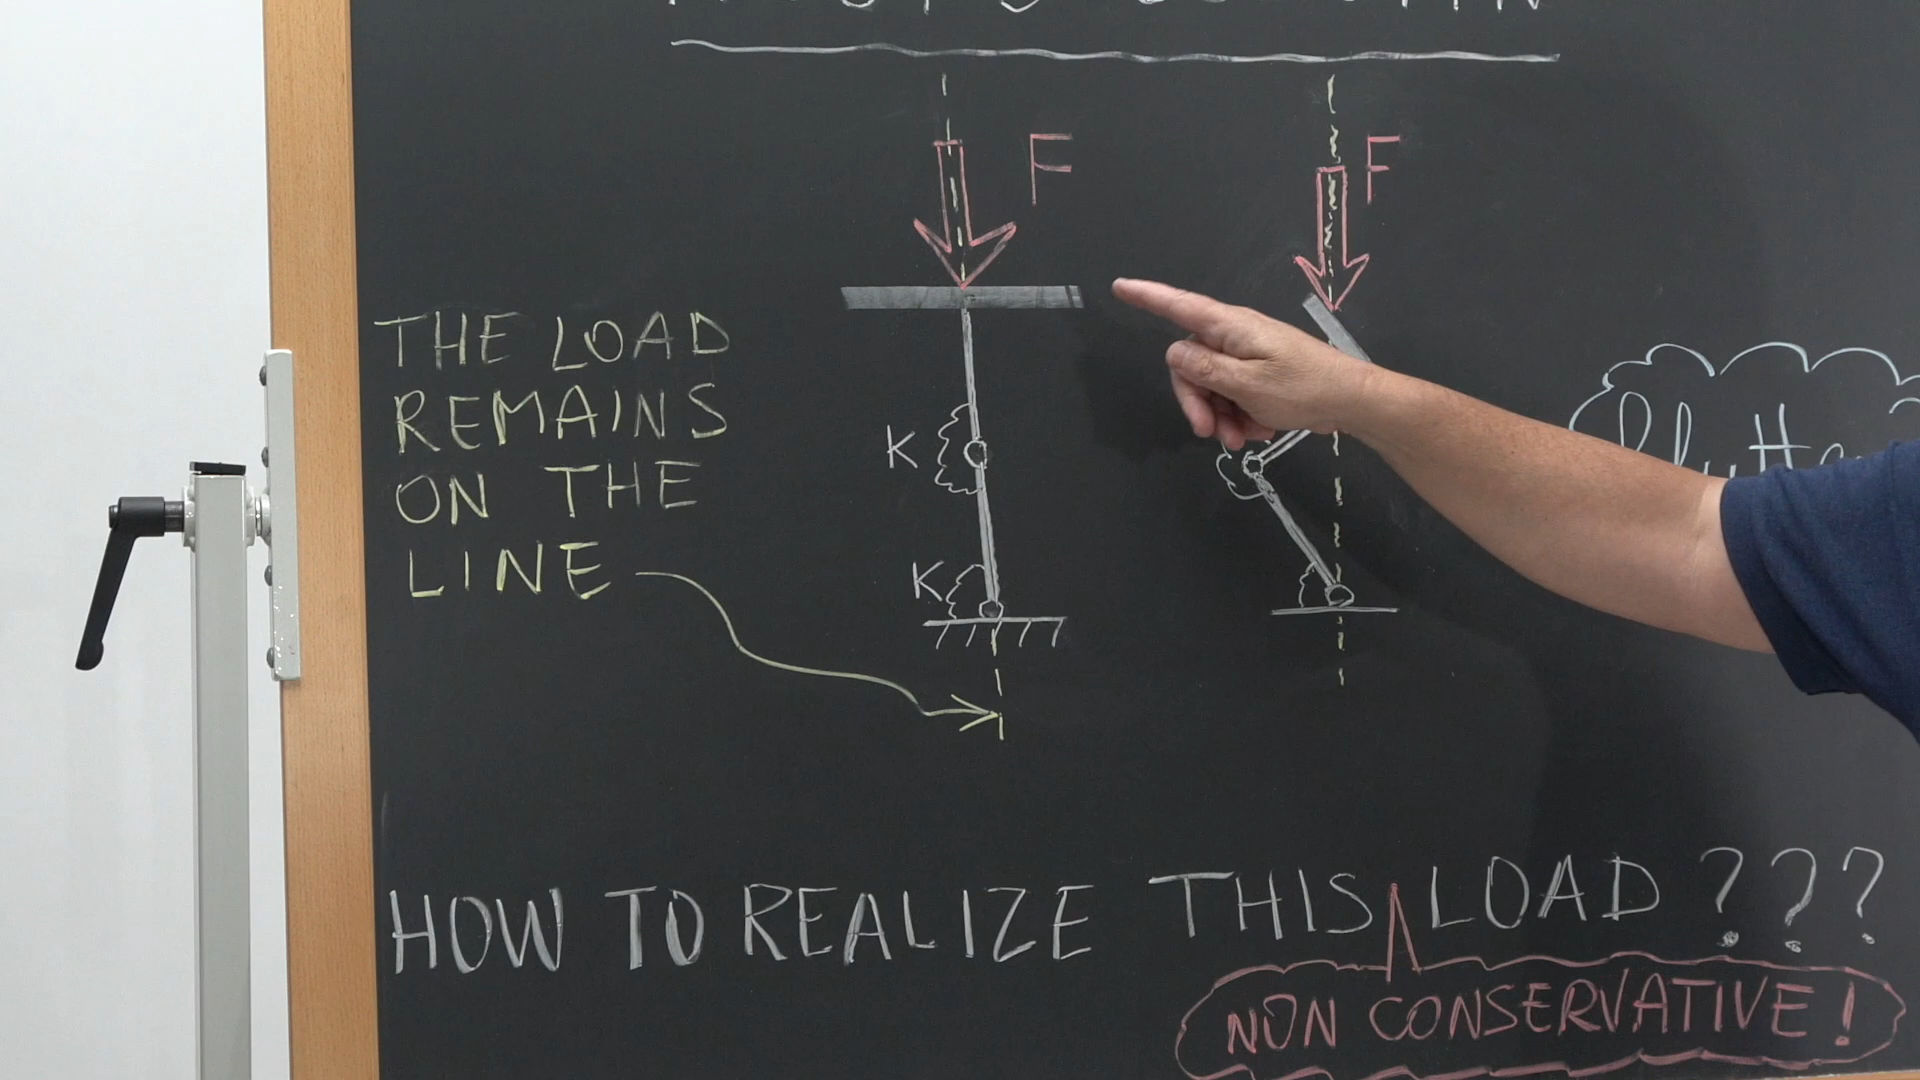 F
F
THE LOAD
REMAINS
ON THE
LINE
K
K
HOW TO REALIZE THIS LOAD ???
NON CONSERVATIVE!